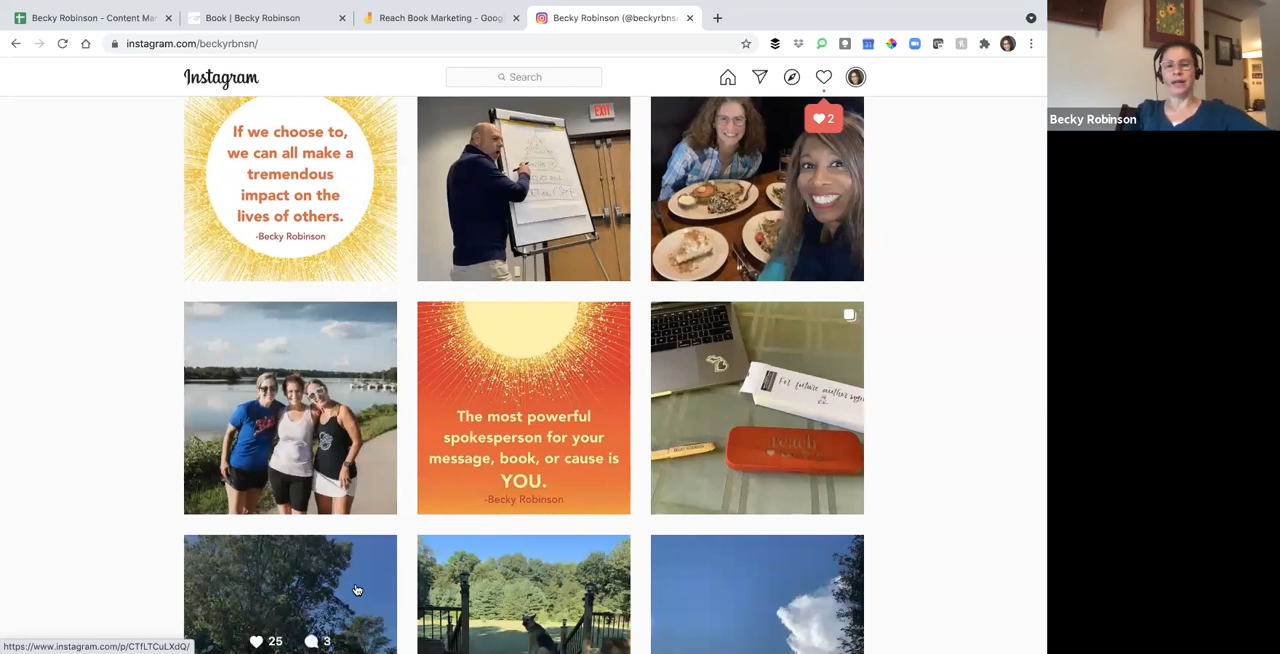 Becky Robinson - Content Mar
Book | Becky Robinson
Reach Book Marketing - Goog
Becky Robinson (@beckyrbns
instagram.com/beckyrbnsn/
Instagram
Search
2
Becky Robinson
If we choose to,
we can all make a
tremendous
impact on the
lives of others.
-Becky Robinson
EXIT
The most powerful
spokesperson for your
message, book, or cause is
YOU.
-Becky Robinson
reach
25 3
https://www.instagram.com/p/CTfLTCuLXdQ/